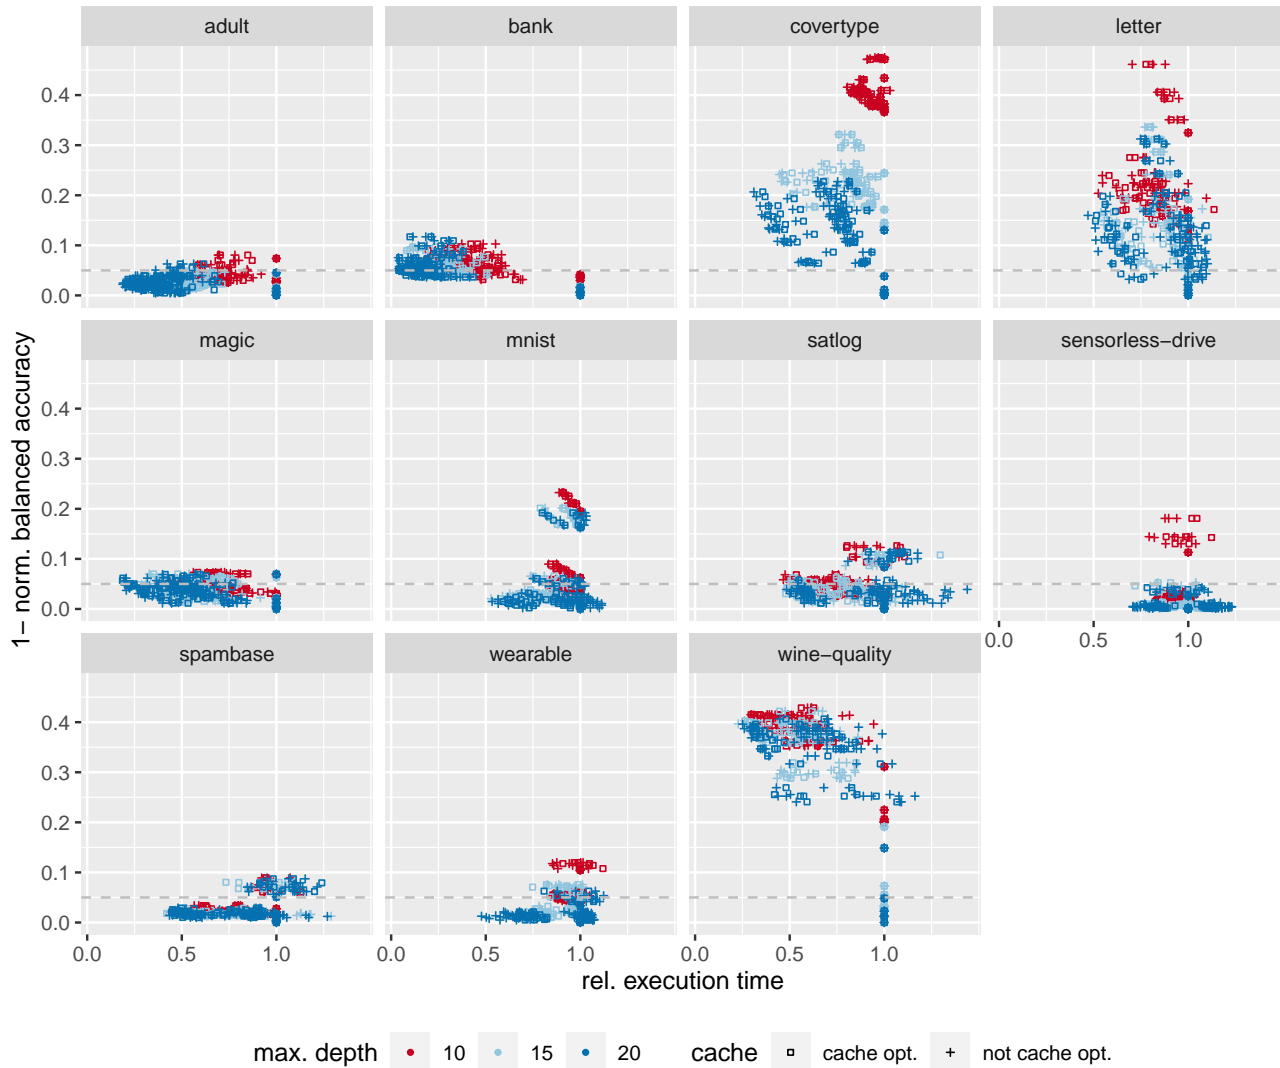 adult bank covertype letter
0.4
0.3
0.2
0.1
0.0
magic mnist satlog sensorless−drive
0.4
0.3
0.2
0.1
0.0
0.0 0.5 1.0
spambase wearable wine−quality
0.4
0.3
0.2
0.1
0.0
0.0 0.5 1.0 0.0 0.5 1.0 0.0 0.5 1.0
1− norm. balanced accuracy
rel. execution time
max. depth 10 15 20 cache cache opt. not cache opt.